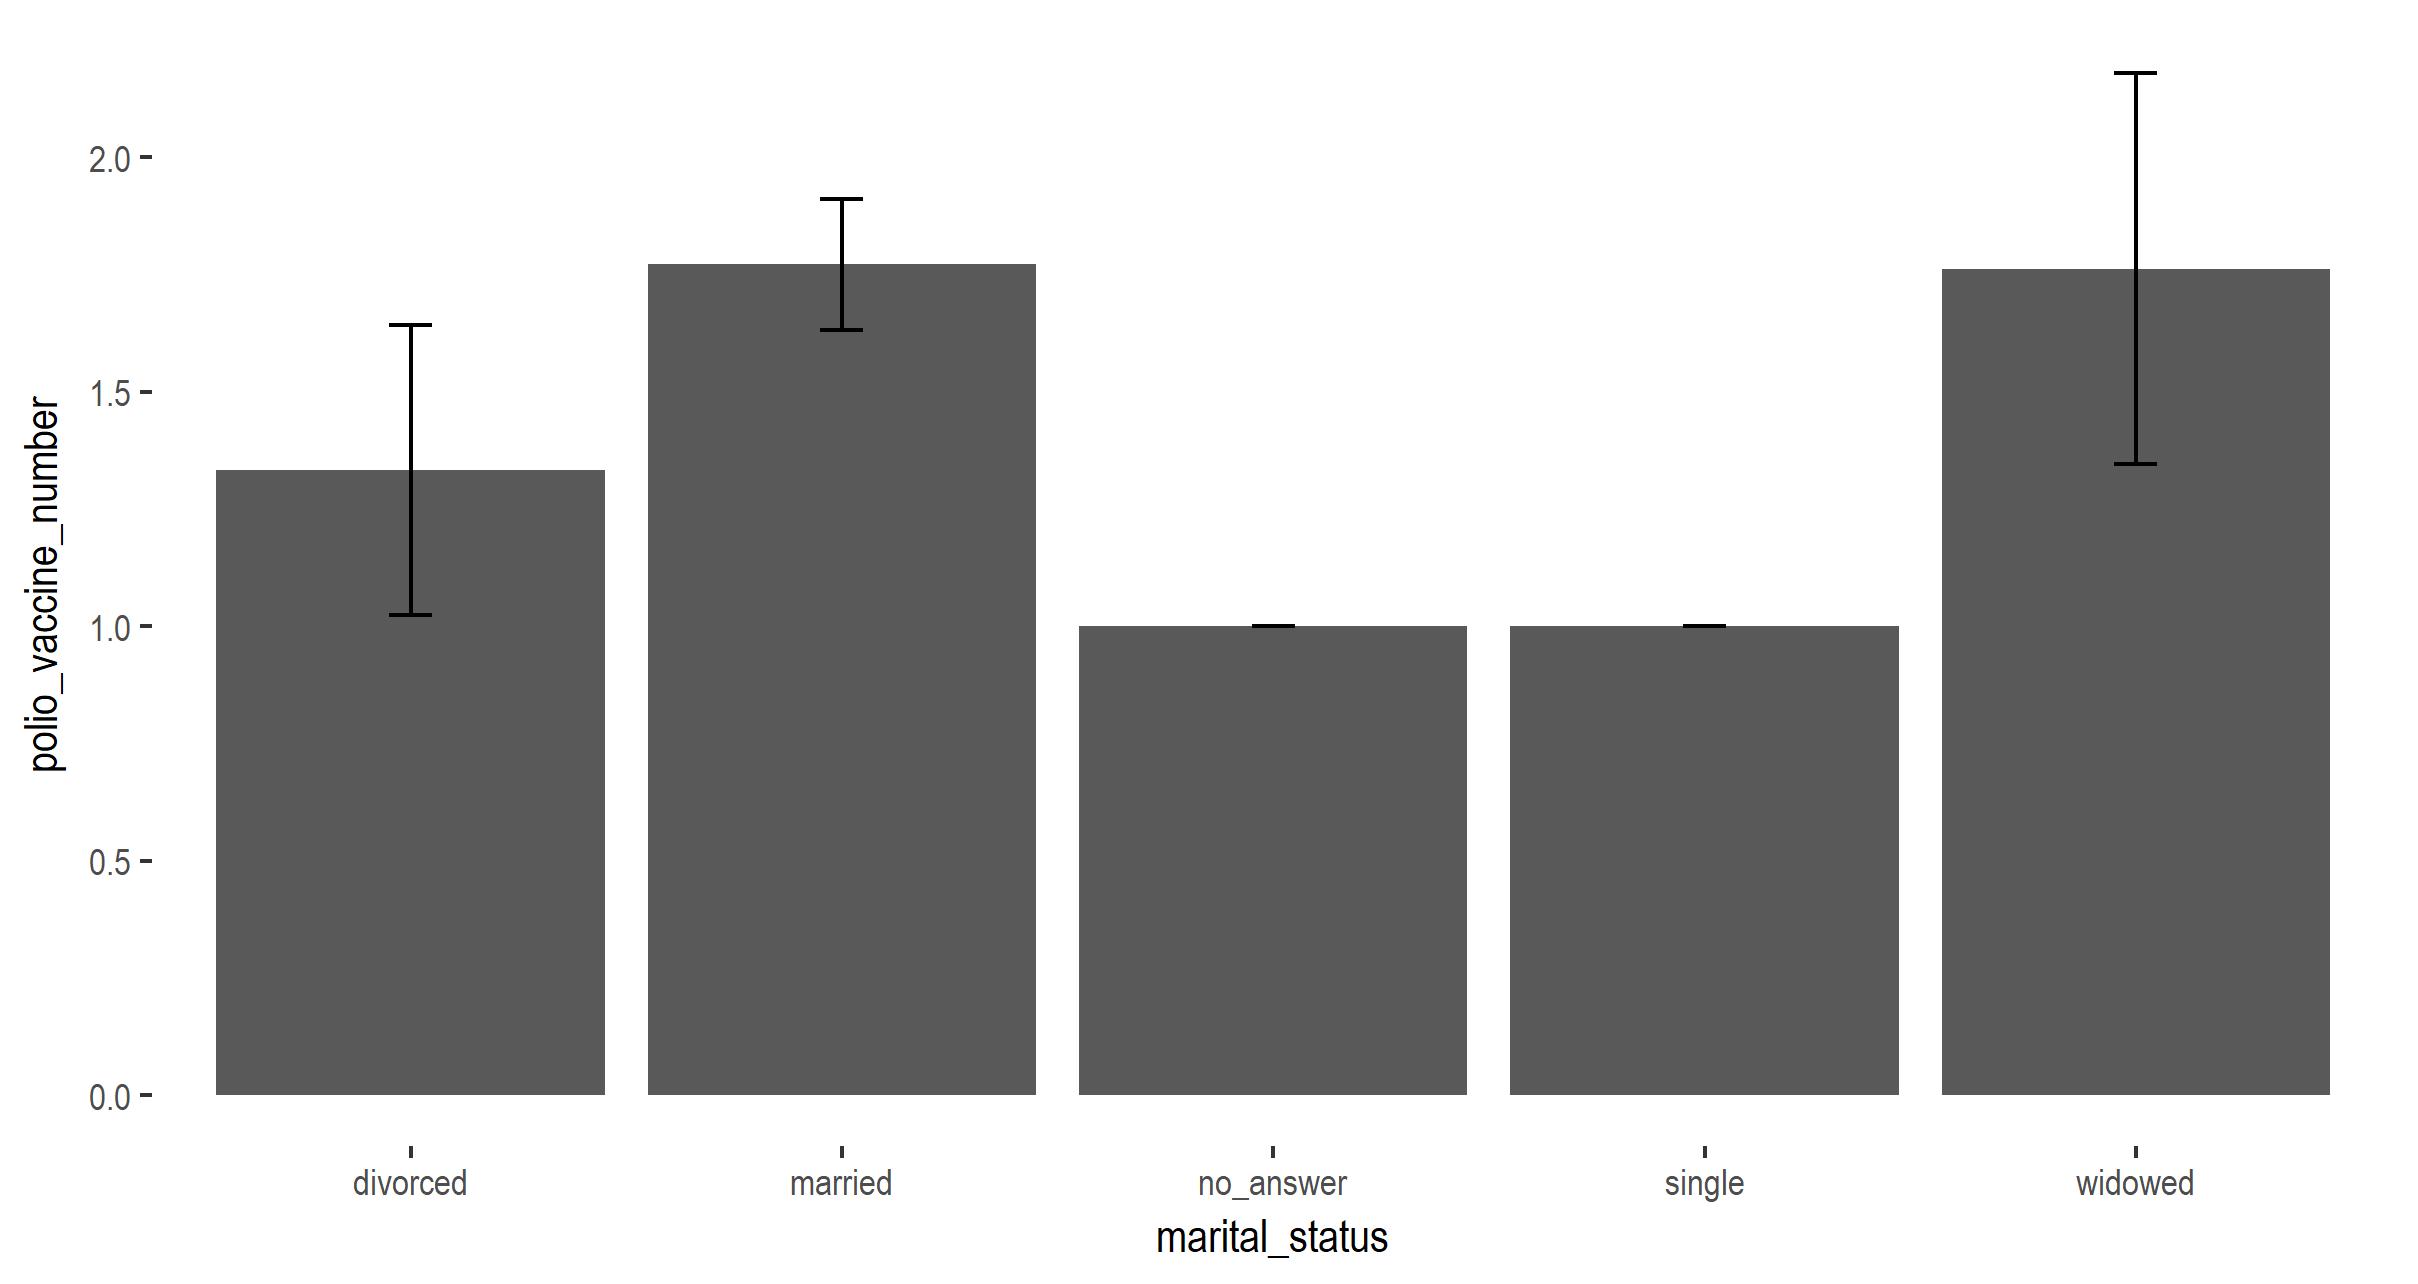 polio_vaccine_number
2.0
1.5
1.0
0.5
0.0
divorced married no_answer single widowed
marital_status